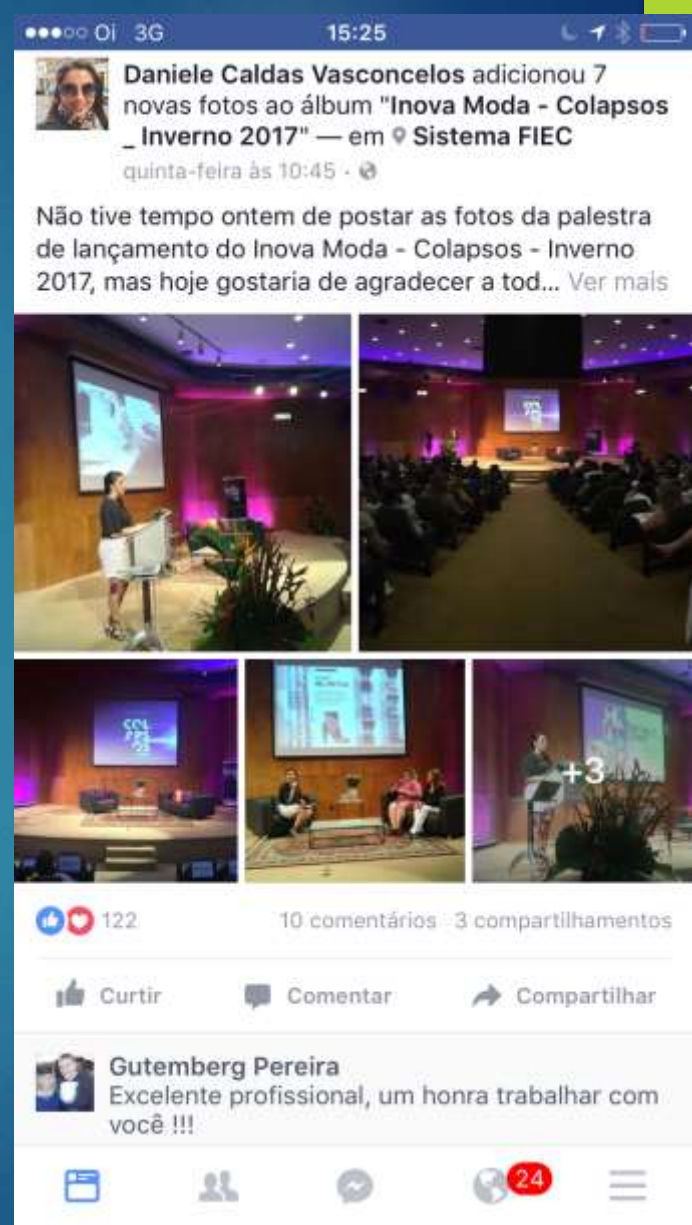 Oi 3G 15:25
Daniele Caldas Vasconcelos adicionou 7
novas fotos ao álbum "Inova Moda - Colapsos
_ Inverno 2017" — em Sistema FIEC
quinta-feira às 10:45 ·
Não tive tempo ontem de postar as fotos da palestra
de lançamento do Inova Moda - Colapsos - Inverno
2017, mas hoje gostaria de agradecer a tod... Ver mais
COL
+3
122 10 comentários 3 compartilhamentos
Curtir Comentar Compartilhar
Gutemberg Pereira
Excelente profissional, um honra trabalhar com
você !!!
24